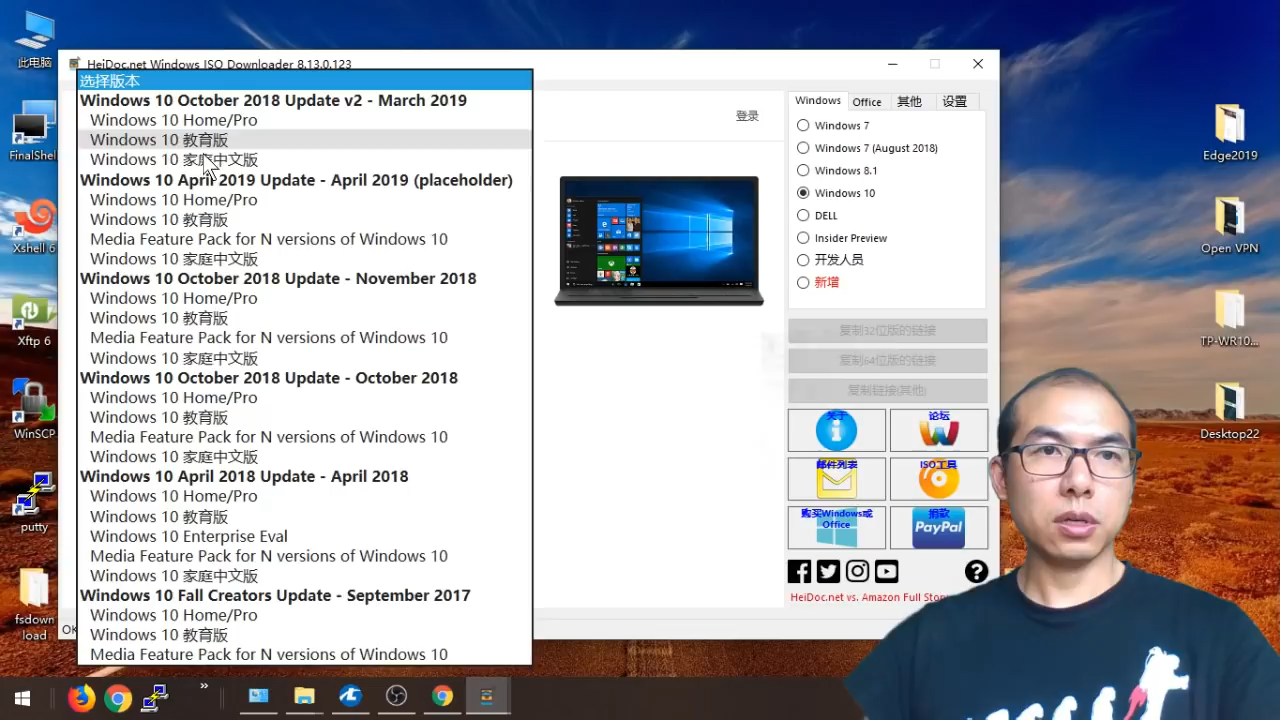 此电脑
FinalShell
Xshell 6
Xftp 6
WinSCP
putty
fsdown
load
HeiDoc.net Windows ISO Downloader 8.13.0.123
选择版本
Windows 10 October 2018 Update v2 - March 2019
Windows 10 Home/Pro
Windows 10 教育版
Windows 10 家庭中文版
Windows 10 April 2019 Update - April 2019 (placeholder)
Windows 10 Home/Pro
Windows 10 教育版
Media Feature Pack for N versions of Windows 10
Windows 10 家庭中文版
Windows 10 October 2018 Update - November 2018
Windows 10 Home/Pro
Windows 10 教育版
Media Feature Pack for N versions of Windows 10
Windows 10 家庭中文版
Windows 10 October 2018 Update - October 2018
Windows 10 Home/Pro
Windows 10 教育版
Media Feature Pack for N versions of Windows 10
Windows 10 家庭中文版
Windows 10 April 2018 Update - April 2018
Windows 10 Home/Pro
Windows 10 教育版
Windows 10 Enterprise Eval
Media Feature Pack for N versions of Windows 10
Windows 10 家庭中文版
Windows 10 Fall Creators Update - September 2017
Windows 10 Home/Pro
Windows 10 教育版
Media Feature Pack for N versions of Windows 10
登录
Windows Office 其他 设置
Windows 7
Windows 7 (August 2018)
Windows 8.1
Windows 10
DELL
Insider Preview
开发人员
新增
复制32位版的链接
复制64位版的链接
复制链接(其他)
关于
论坛
邮件列表
ISO工具
购买Windows或
Office
捐款
PayPal
HeiDoc.net vs. Amazon Full Story
Edge2019
Open VPN
TP-WR10...
Desktop22